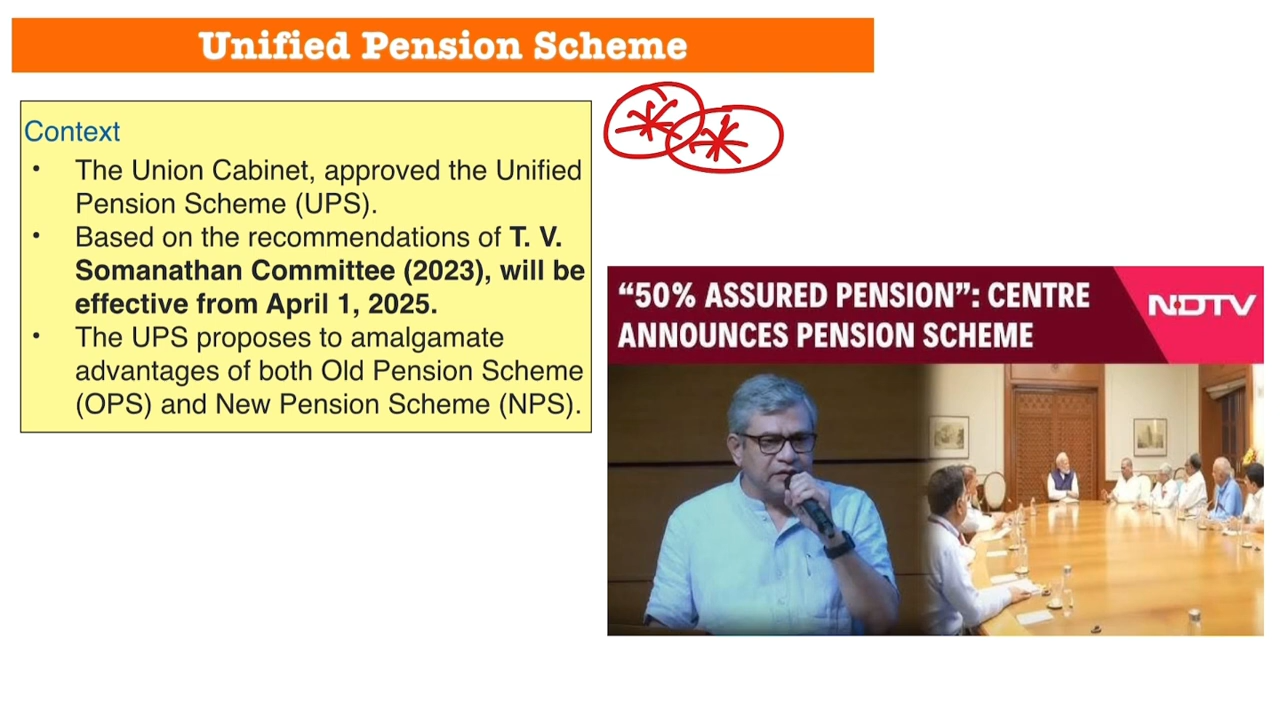 Unified Pension Scheme
Context
• The Union Cabinet, approved the Unified
Pension Scheme (UPS).
• Based on the recommendations of T. V.
Somanathan Committee (2023), will be
effective from April 1, 2025.
• The UPS proposes to amalgamate
advantages of both Old Pension Scheme
(OPS) and New Pension Scheme (NPS).
“50% ASSURED PENSION”: CENTRE
ANNOUNCES PENSION SCHEME
NDTV